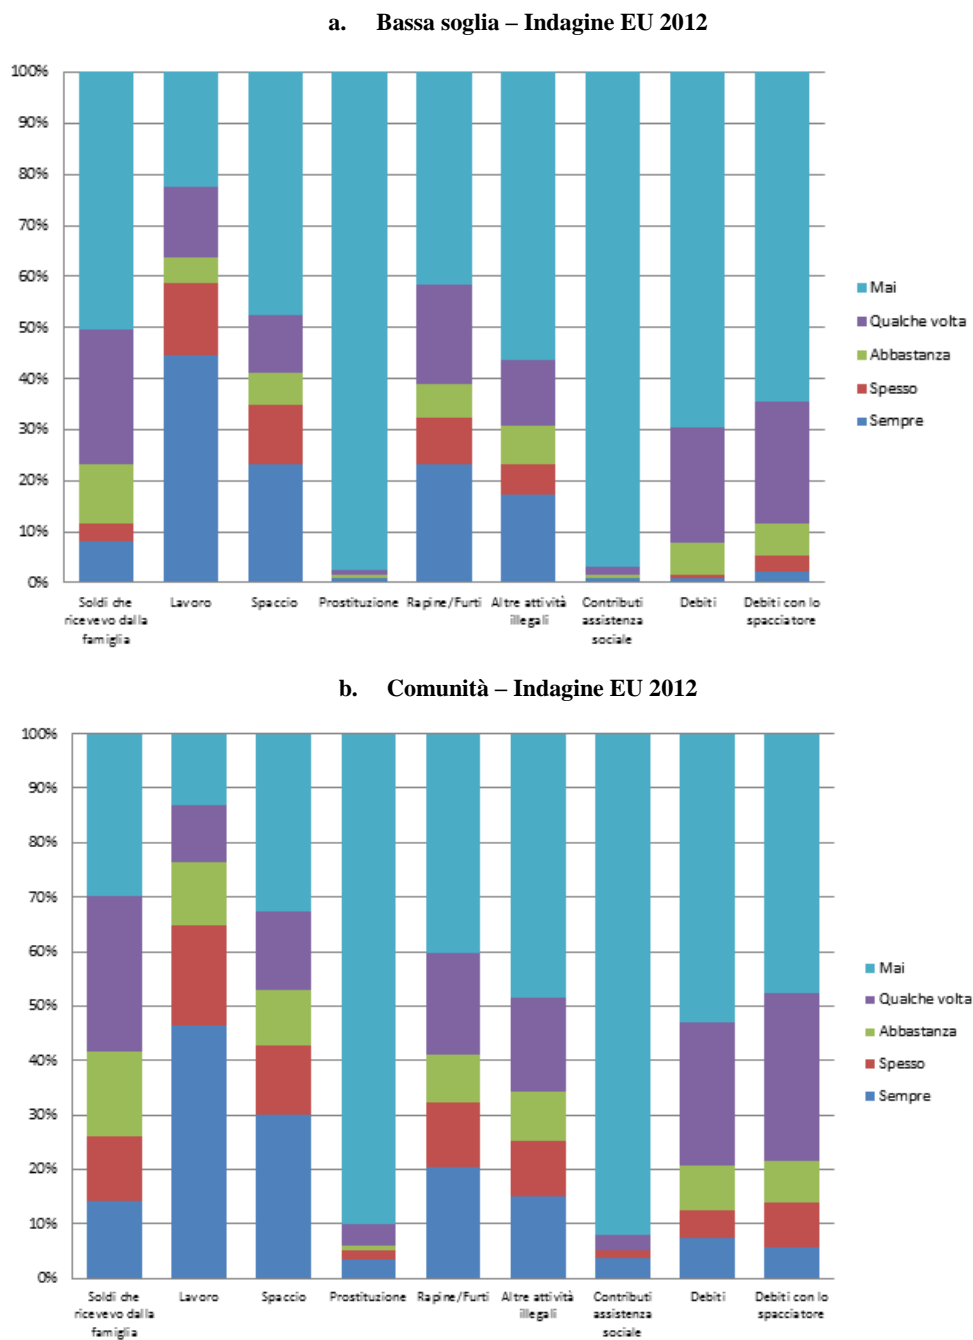 a. Bassa soglia – Indagine EU 2012
100%
90%
80%
70%
60%
50%
40%
30%
20%
10%
0%
Soldi che
ricevevo dalla
famiglia
Lavoro
Spaccio
Prostituzione
Rapine/Furti
Altre attività
illegali
Contributi
assistenza
sociale
Debiti
Debiti con lo
spacciatore
Mai
Qualche volta
Abbastanza
Spesso
Sempre
b. Comunità – Indagine EU 2012
100%
90%
80%
70%
60%
50%
40%
30%
20%
10%
0%
Soldi che
ricevevo dalla
famiglia
Lavoro
Spaccio
Prostituzione
Rapine/Furti
Altre attività
illegali
Contributi
assistenza
sociale
Debiti
Debiti con lo
spacciatore
Mai
Qualche volta
Abbastanza
Spesso
Sempre